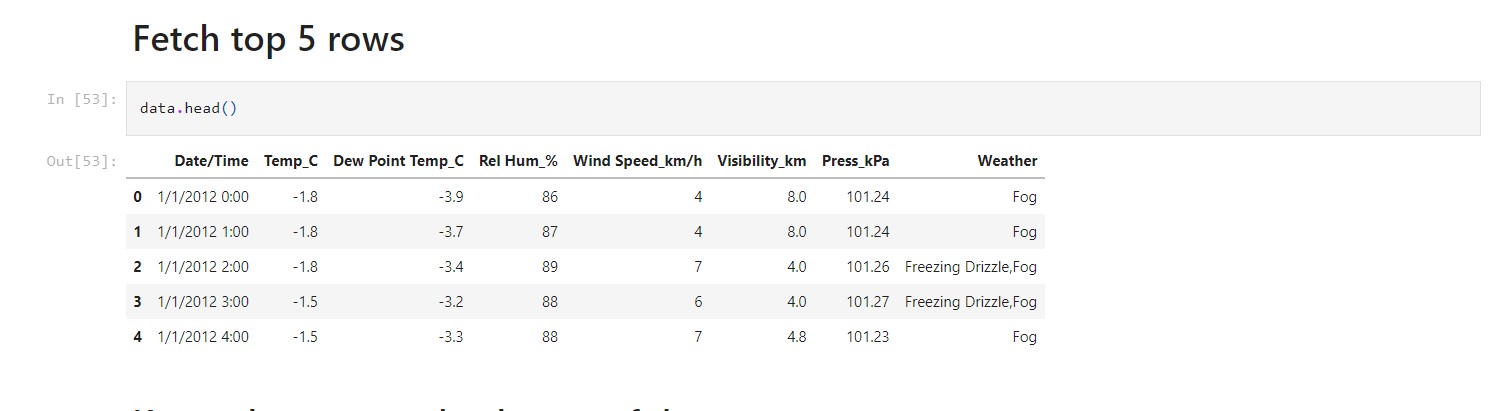 Fetch top 5 rows
In [53]:
data.head()
Out[53]:
Date/Time Temp_C Dew Point Temp_C Rel Hum_% Wind Speed_km/h Visibility_km Press_kPa Weather
0 1/1/2012 0:00 -1.8 -3.9 86 4 8.0 101.24 Fog
1 1/1/2012 1:00 -1.8 -3.7 87 4 8.0 101.24 Fog
2 1/1/2012 2:00 -1.8 -3.4 89 7 4.0 101.26 Freezing Drizzle,Fog
3 1/1/2012 3:00 -1.5 -3.2 88 6 4.0 101.27 Freezing Drizzle,Fog
4 1/1/2012 4:00 -1.5 -3.3 88 7 4.8 101.23 Fog